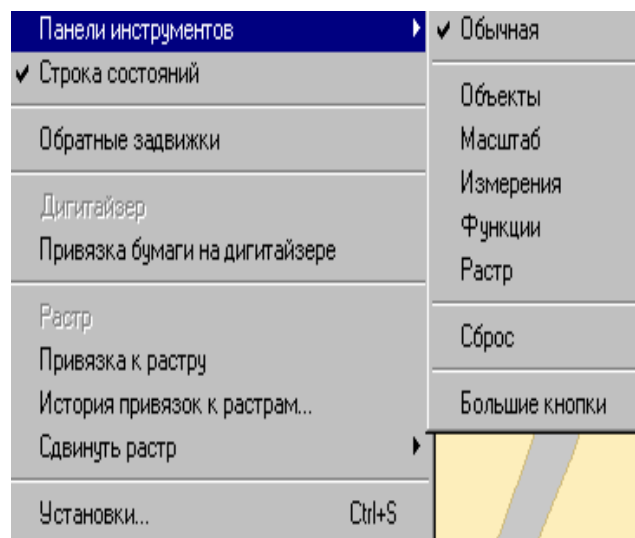 Панели инструментов
Строка состояний
Обратные задвижки
Дигитайзер
Привязка бумаги на дигитайзере
Растр
Привязка к растру
История привязок к растрам...
Сдвинуть растр
Установки... Ctrl+S
Обычная
Объекты
Масштаб
Измерения
Функции
Растр
Сброс
Большие кнопки